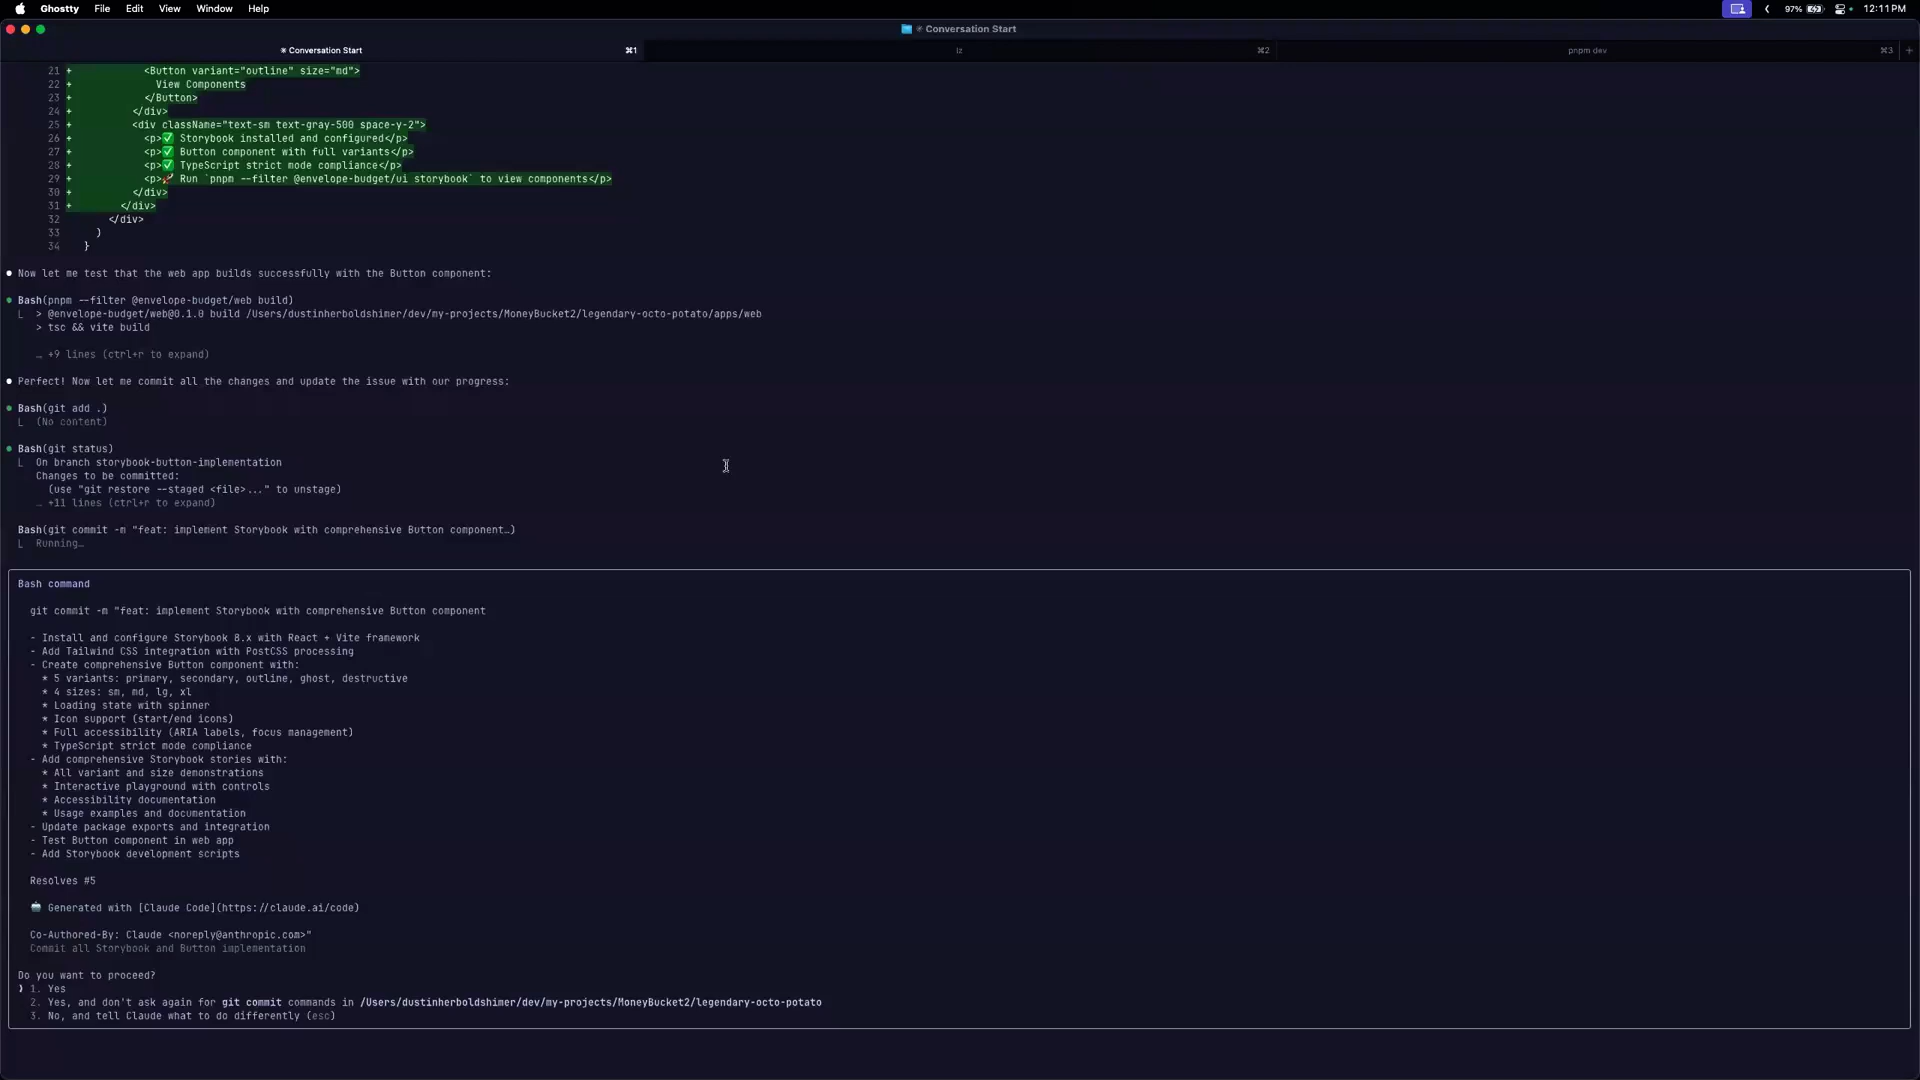 Ghostty File Edit View Window Help 97% 12:11PM
✳ Conversation Start
✳ Conversation Start ⌘1 lz ⌘2 pnpm dev ⌘3 +
21 + <Button variant="outline" size="md">
22 + View Components
23 + </Button>
24 + </div>
25 + <div className="text-sm text-gray-500 space-y-2">
26 + <p>✅ Storybook installed and configured</p>
27 + <p>✅ Button component with full variants</p>
28 + <p>✅ TypeScript strict mode compliance</p>
29 + <p>🚀 Run `pnpm --filter @envelope-budget/ui storybook` to view components</p>
30 + </div>
31 + </div>
32 </div>
33 )
34 }
● Now let me test that the web app builds successfully with the Button component:
● Bash(pnpm --filter @envelope-budget/web build)
⎿ > @envelope-budget/web@0.1.0 build /Users/dustinherboldshimer/dev/my-projects/MoneyBucket2/legendary-octo-potato/apps/web
> tsc && vite build
… +9 lines (ctrl+r to expand)
● Perfect! Now let me commit all the changes and update the issue with our progress:
● Bash(git add .)
⎿ (No content)
● Bash(git status)
⎿ On branch storybook-button-implementation
Changes to be committed:
(use "git restore --staged <file>..." to unstage)
… +11 lines (ctrl+r to expand)
Bash(git commit -m "feat: implement Storybook with comprehensive Button component…)
⎿ Running…
Bash command
git commit -m "feat: implement Storybook with comprehensive Button component
- Install and configure Storybook 8.x with React + Vite framework
- Add Tailwind CSS integration with PostCSS processing
- Create comprehensive Button component with:
* 5 variants: primary, secondary, outline, ghost, destructive
* 4 sizes: sm, md, lg, xl
* Loading state with spinner
* Icon support (start/end icons)
* Full accessibility (ARIA labels, focus management)
* TypeScript strict mode compliance
- Add comprehensive Storybook stories with:
* All variant and size demonstrations
* Interactive playground with controls
* Accessibility documentation
* Usage examples and documentation
- Update package exports and integration
- Test Button component in web app
- Add Storybook development scripts
Resolves #5
🤖 Generated with [Claude Code](https://claude.ai/code)
Co-Authored-By: Claude <noreply@anthropic.com>"
Commit all Storybook and Button implementation
Do you want to proceed?
❯ 1. Yes
2. Yes, and don't ask again for git commit commands in /Users/dustinherboldshimer/dev/my-projects/MoneyBucket2/legendary-octo-potato
3. No, and tell Claude what to do differently (esc)